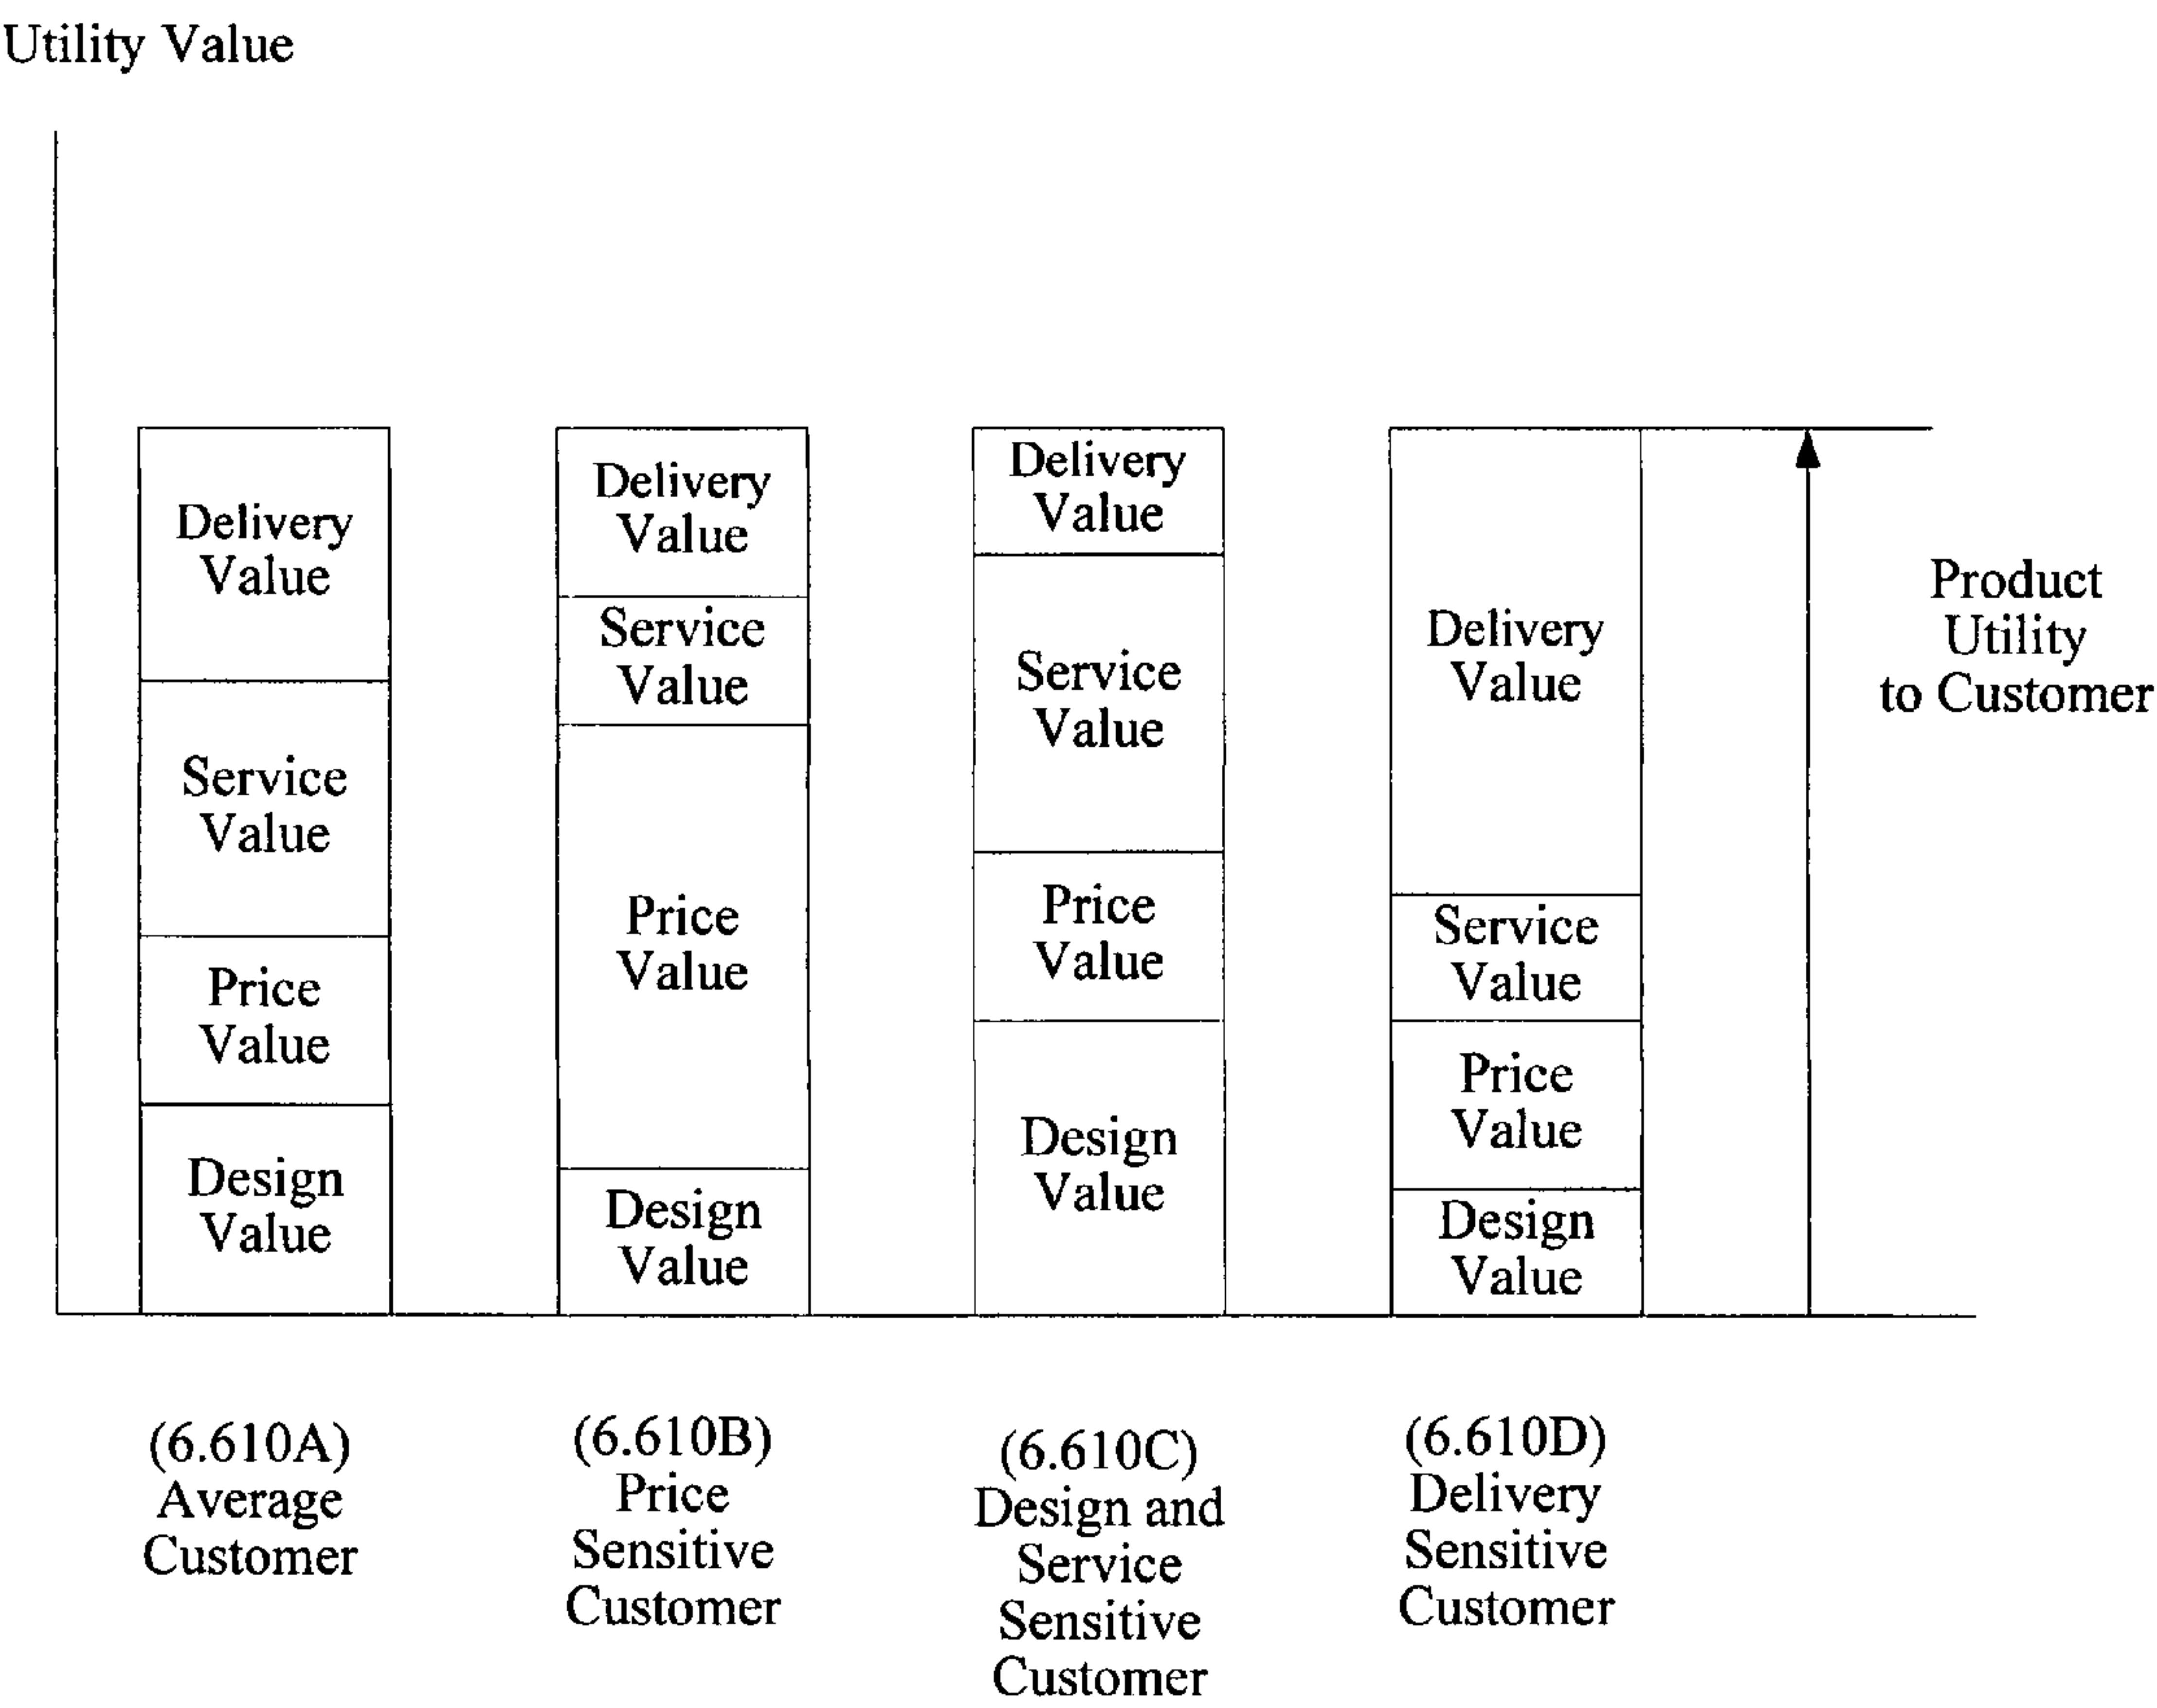 Utility Value
Delivery
Value
Service
Value
Price
Value
Design
Value
Delivery
Value
Service
Value
Price
Value
Design
Value
Delivery
Value
Service
Value
Price
Value
Design
Value
Delivery
Value
Service
Value
Price
Value
Design
Value
Product
Utility
to Customer
(6.610A)
Average
Customer
(6.610B)
Price
Sensitive
Customer
(6.610C)
Design and
Service
Sensitive
Customer
(6.610D)
Delivery
Sensitive
Customer